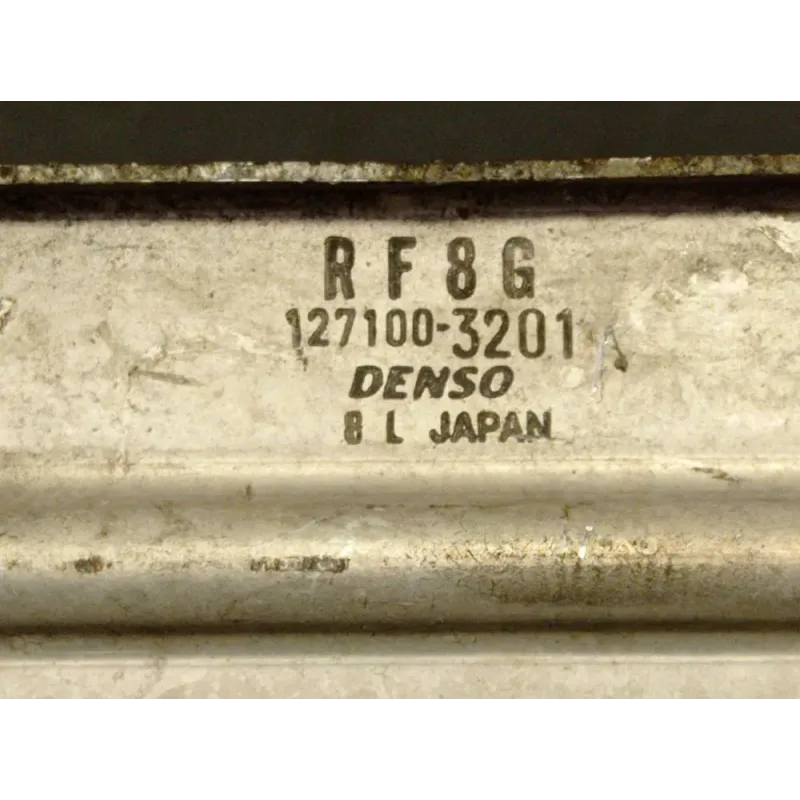 RF8G
127100-3201
DENSO
8 L JAPAN